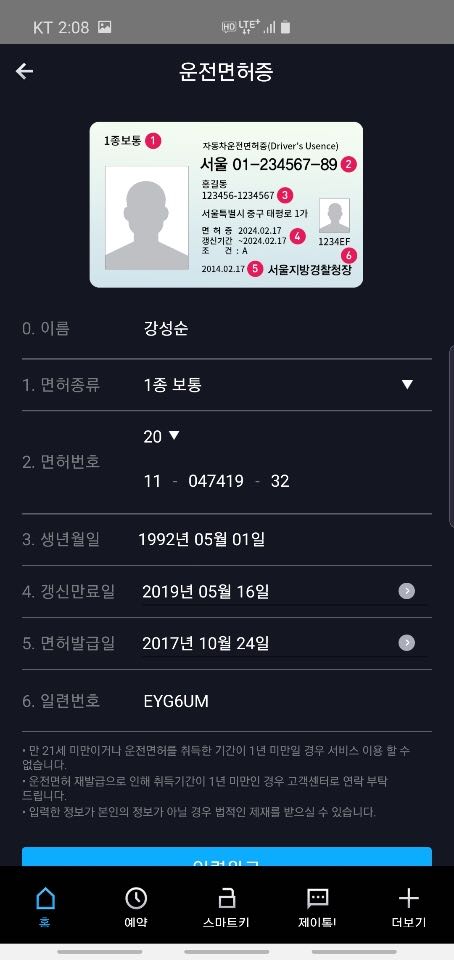 KT 2:08 HD LTE+
운전면허증
1종보통 1
자동차운전면허증(Driver's Usence)
서울 01-234567-89 2
홍길동
123456-1234567 3
서울특별시 중구 태평로 1가
면 허 증 2024.02.17
갱신기간 ~2024.02.17 4
조 건 : A
1234EF
6
2014.02.17 5 서울지방경찰청장
0. 이름 강성순
1. 면허종류 1종 보통 ▼
20 ▼
2. 면허번호
11 - 047419 - 32
3. 생년월일 1992년 05월 01일
4. 갱신만료일 2019년 05월 16일
5. 면허발급일 2017년 10월 24일
6. 일련번호 EYG6UM
• 만 21세 미만이거나 운전면허를 취득한 기간이 1년 미만일 경우 서비스 이용 할 수
없습니다.
• 운전면허 재발급으로 인해 취득기간이 1년 미만인 경우 고객센터로 연락 부탁
드립니다.
• 입력한 정보가 본인의 정보가 아닐 경우 법적인 제재를 받으실 수 있습니다.
홈 예약 스마트키 제이톡! 더보기